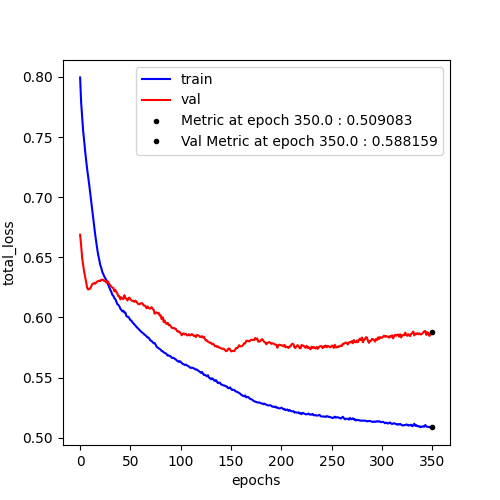 train
val
Metric at epoch 350.0 : 0.509083
Val Metric at epoch 350.0 : 0.588159
0.80
0.75
0.70
0.65
0.60
0.55
0.50
total_loss
0 50 100 150 200 250 300 350
epochs